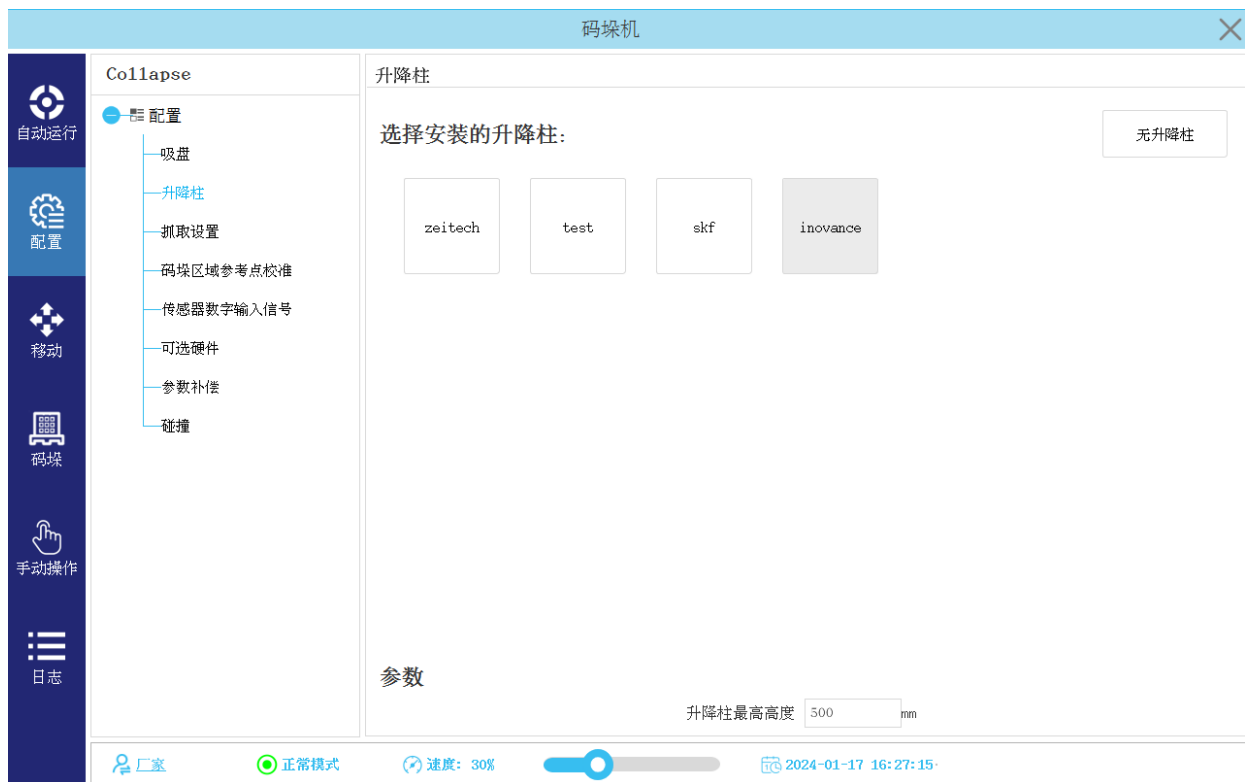 码垛机
自动运行
配置
移动
码垛
手动操作
日志
Collapse
配置
吸盘
升降柱
抓取设置
码垛区域参考点校准
传感器数字输入信号
可选硬件
参数补偿
碰撞
升降柱
选择安装的升降柱:
无升降柱
zeitech
test
skf
inovance
参数
升降柱最高高度 500 mm
厂家 正常模式 速度: 30% 2024-01-17 16:27:15